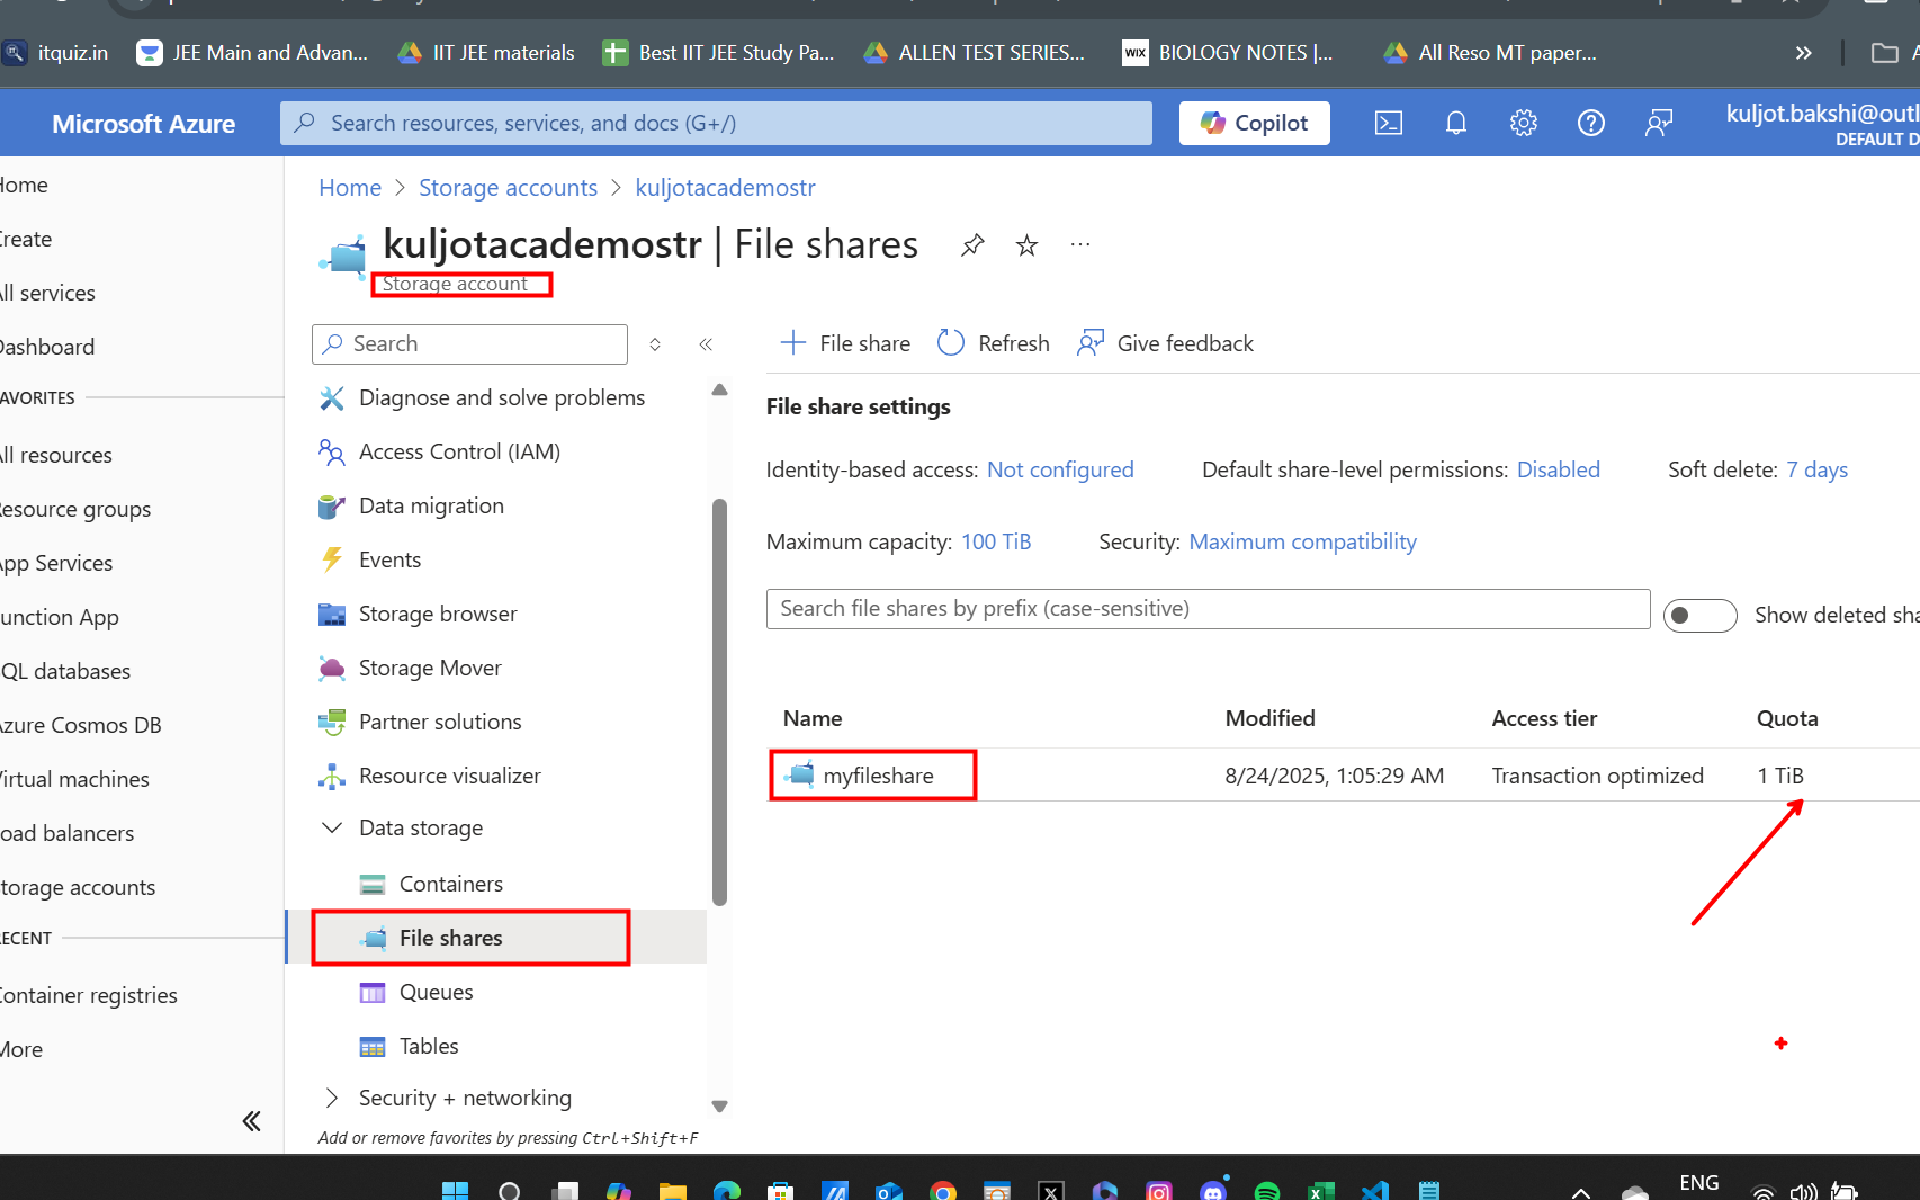 itquiz.in
JEE Main and Advan...
IIT JEE materials
Best IIT JEE Study Pa...
ALLEN TEST SERIES...
WIX
BIOLOGY NOTES |...
All Reso MT paper...
Microsoft Azure
Search resources, services, and docs (G+/)
Copilot
kuljot.bakshi@outl
DEFAULT D
Home
Create
All services
Dashboard
FAVORITES
All resources
Resource groups
App Services
Function App
SQL databases
Azure Cosmos DB
Virtual machines
Load balancers
Storage accounts
RECENT
Container registries
More
Home > Storage accounts > kuljotacademostr
kuljotacademostr | File shares
Storage account
Search
Diagnose and solve problems
Access Control (IAM)
Data migration
Events
Storage browser
Storage Mover
Partner solutions
Resource visualizer
Data storage
Containers
File shares
Queues
Tables
Security + networking
Add or remove favorites by pressing Ctrl+Shift+F
File share
Refresh
Give feedback
File share settings
Identity-based access: Not configured
Default share-level permissions: Disabled
Soft delete: 7 days
Maximum capacity: 100 TiB
Security: Maximum compatibility
Search file shares by prefix (case-sensitive)
Show deleted sha
Name Modified Access tier Quota
myfileshare 8/24/2025, 1:05:29 AM Transaction optimized 1 TiB
ENG